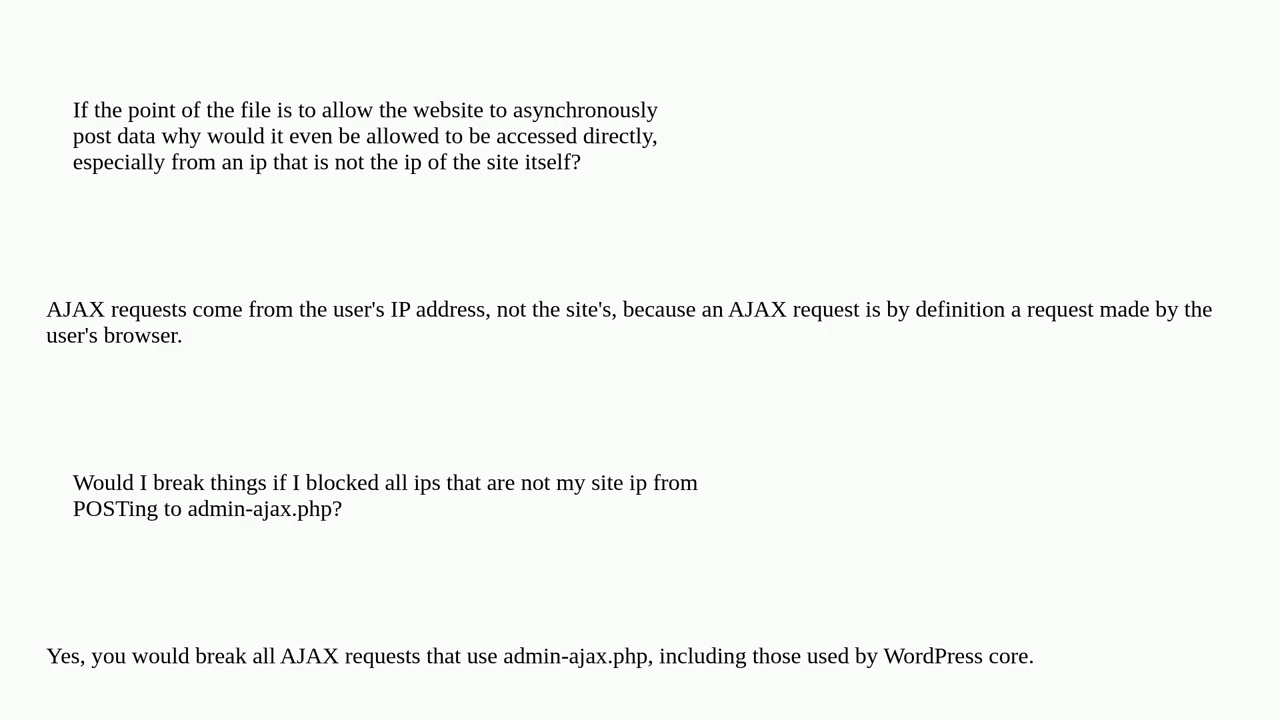 If the point of the file is to allow the website to asynchronously
post data why would it even be allowed to be accessed directly,
especially from an ip that is not the ip of the site itself?
AJAX requests come from the user's IP address, not the site's, because an AJAX request is by definition a request made by the
user's browser.
Would I break things if I blocked all ips that are not my site ip from
POSTing to admin-ajax.php?
Yes, you would break all AJAX requests that use admin-ajax.php, including those used by WordPress core.